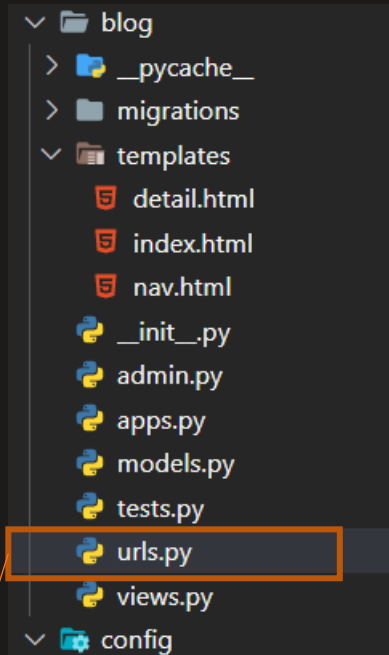 blog
__pycache__
migrations
templates
detail.html
index.html
nav.html
__init__.py
admin.py
apps.py
models.py
tests.py
urls.py
views.py
config